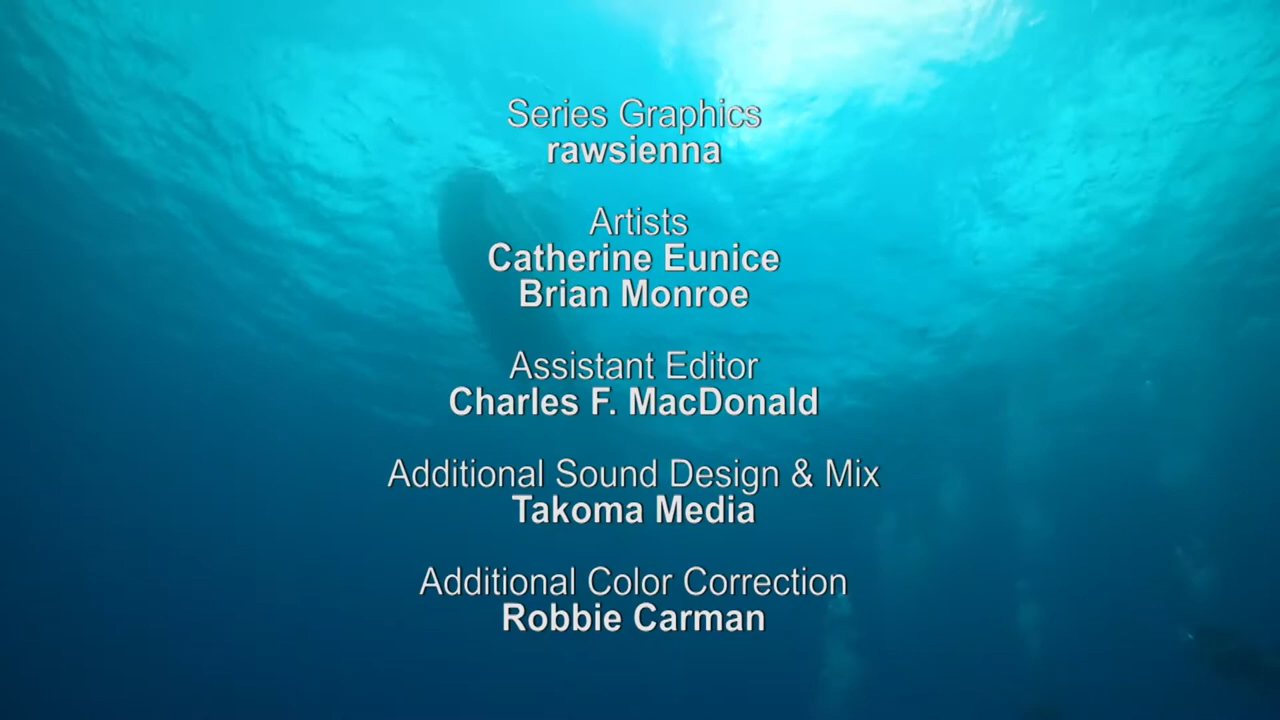 Series Graphics
rawsienna
Artists
Catherine Eunice
Brian Monroe
Assistant Editor
Charles F. MacDonald
Additional Sound Design & Mix
Takoma Media
Additional Color Correction
Robbie Carman